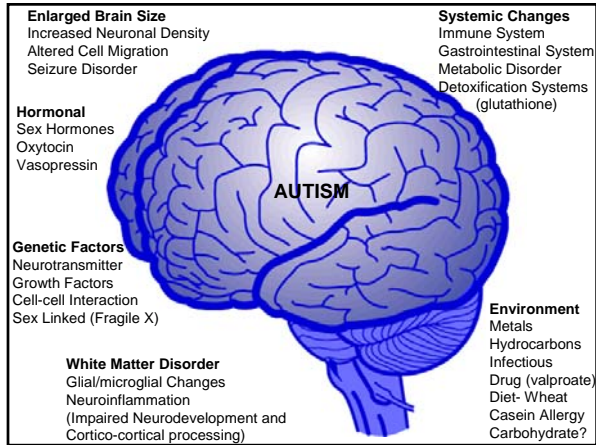 Enlarged Brain Size
Increased Neuronal Density
Altered Cell Migration
Seizure Disorder
Systemic Changes
Immune System
Gastrointestinal System
Metabolic Disorder
Detoxification Systems
(glutathione)
Hormonal
Sex Hormones
Oxytocin
Vasopressin
AUTISM
Genetic Factors
Neurotransmitter
Growth Factors
Cell-cell Interaction
Sex Linked (Fragile X)
White Matter Disorder
Glial/microglial Changes
Neuroinflammation
(Impaired Neurodevelopment and
Cortico-cortical processing)
Environment
Metals
Hydrocarbons
Infectious
Drug (valproate)
Diet- Wheat
Casein Allergy
Carbohydrate?